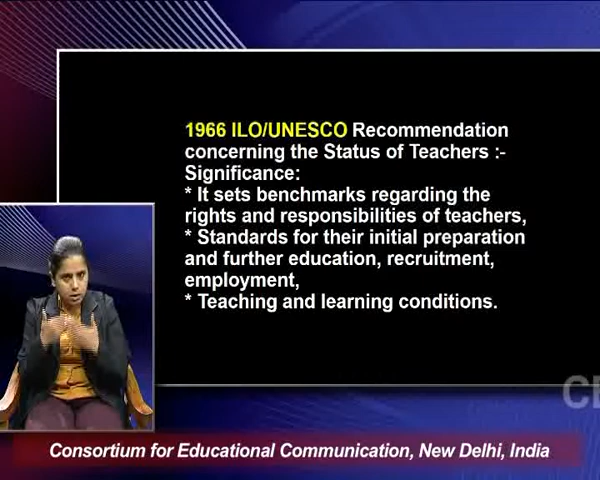 1966 ILO/UNESCO Recommendation
concerning the Status of Teachers :-
Significance:
* It sets benchmarks regarding the
rights and responsibilities of teachers,
* Standards for their initial preparation
and further education, recruitment,
employment,
* Teaching and learning conditions.
Consortium for Educational Communication, New Delhi, India